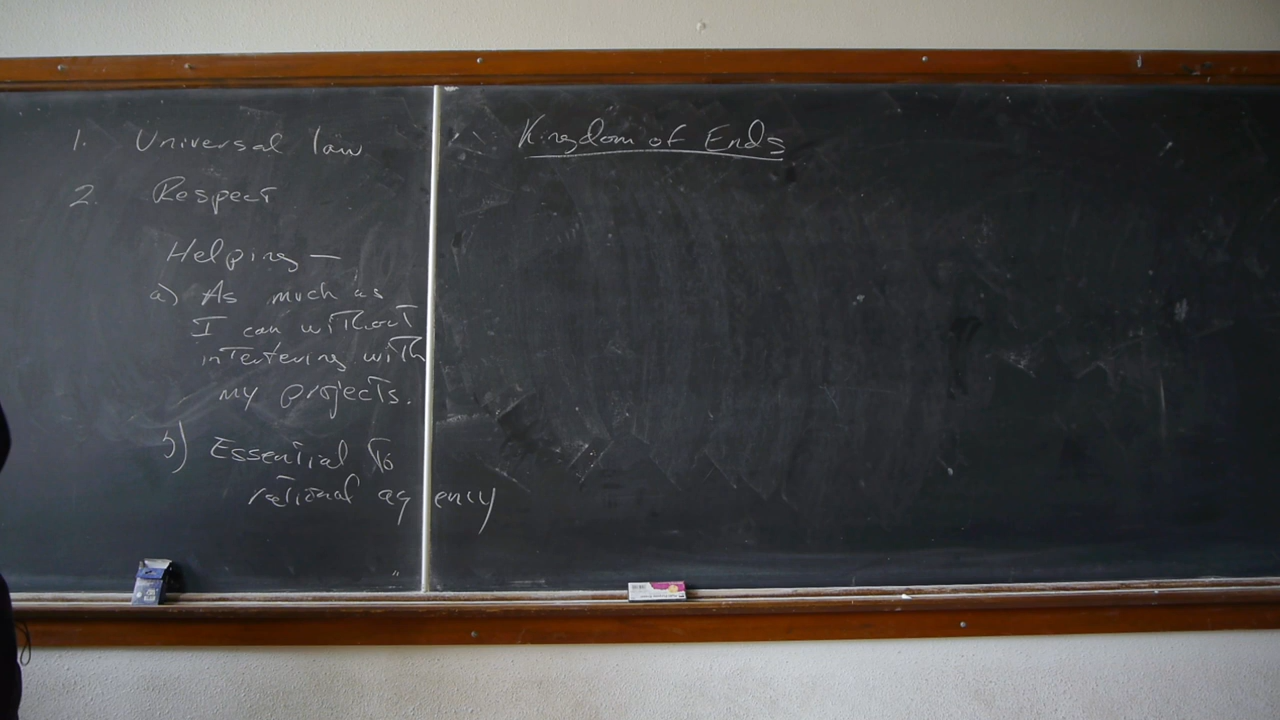 1. Universal law
2. Respect
Helping —
a) As much as
I can without
interfering with
my projects.
b) Essential to
rational agency
Kingdom of Ends